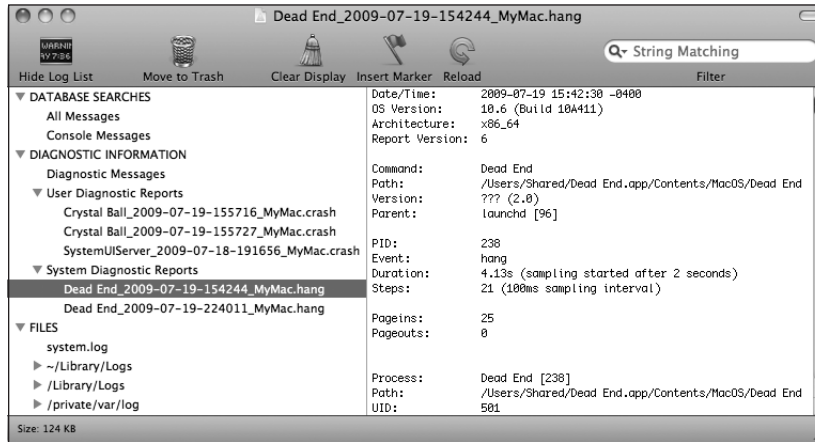 Dead End_2009-07-19-154244_MyMac.hang
WARNIN
AY 7:36
Hide Log List
Move to Trash
Clear Display
Insert Marker
Reload
String Matching
Filter
DATABASE SEARCHES
All Messages
Console Messages
DIAGNOSTIC INFORMATION
Diagnostic Messages
User Diagnostic Reports
Crystal Ball_2009-07-19-155716_MyMac.crash
Crystal Ball_2009-07-19-155727_MyMac.crash
SystemUIServer_2009-07-18-191656_MyMac.crash
System Diagnostic Reports
Dead End_2009-07-19-154244_MyMac.hang
Dead End_2009-07-19-224011_MyMac.hang
FILES
system.log
~/Library/Logs
/Library/Logs
/private/var/log
Date/Time: 2009-07-19 15:42:30 -0400
OS Version: 10.6 (Build 10A411)
Architecture: x86_64
Report Version: 6
Command: Dead End
Path: /Users/Shared/Dead End.app/Contents/MacOS/Dead End
Version: ??? (2.0)
Parent: launchd [96]
PID: 238
Event: hang
Duration: 4.13s (sampling started after 2 seconds)
Steps: 21 (100ms sampling interval)
Pageins: 25
Pageouts: 0
Process: Dead End [238]
Path: /Users/Shared/Dead End.app/Contents/MacOS/Dead End
UID: 501
Size: 124 KB